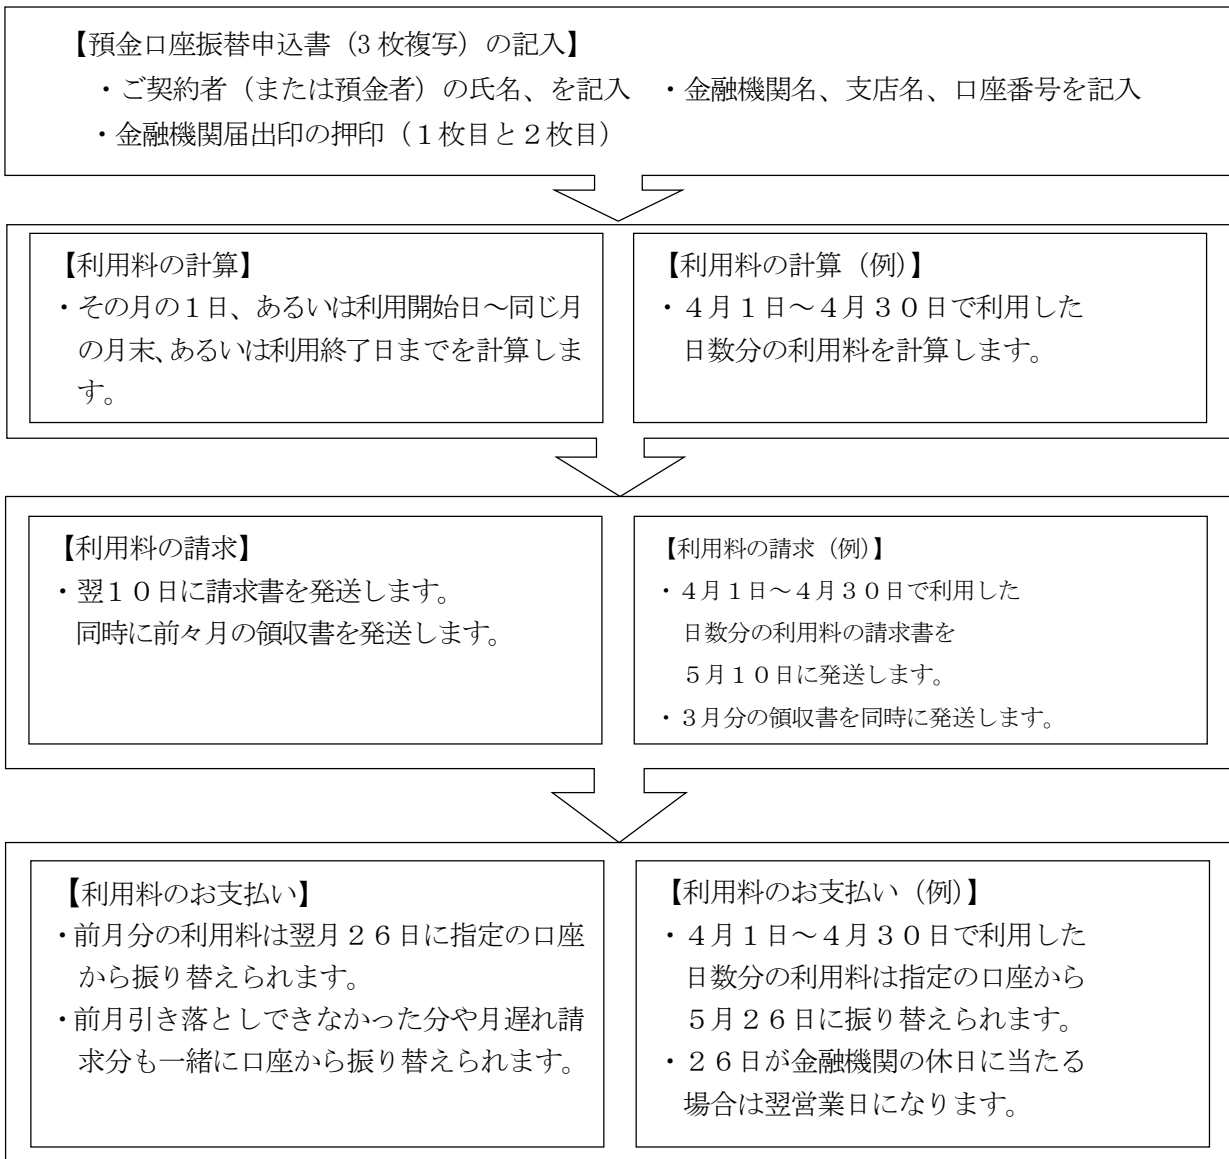 【預金口座振替申込書（3 枚複写）の記入】
・ご契約者（または預金者）の氏名、を記入　・金融機関名、支店名、口座番号を記入
・金融機関届出印の押印（１枚目と２枚目）
【利用料の計算】
・その月の１日、あるいは利用開始日～同じ月
の月末、あるいは利用終了日までを計算しま
す。
【利用料の計算（例）】
・４月１日～４月３０日で利用した
日数分の利用料を計算します。
【利用料の請求】
・翌１０日に請求書を発送します。
同時に前々月の領収書を発送します。
【利用料の請求（例）】
・４月１日～４月３０日で利用した
日数分の利用料の請求書を
５月１０日に発送します。
・３月分の領収書を同時に発送します。
【利用料のお支払い】
・前月分の利用料は翌月２６日に指定の口座
から振り替えられます。
・前月引き落としできなかった分や月遅れ請
求分も一緒に口座から振り替えられます。
【利用料のお支払い（例）】
・４月１日～４月３０日で利用した
日数分の利用料は指定の口座から
５月２６日に振り替えられます。
・２６日が金融機関の休日に当たる
場合は翌営業日になります。